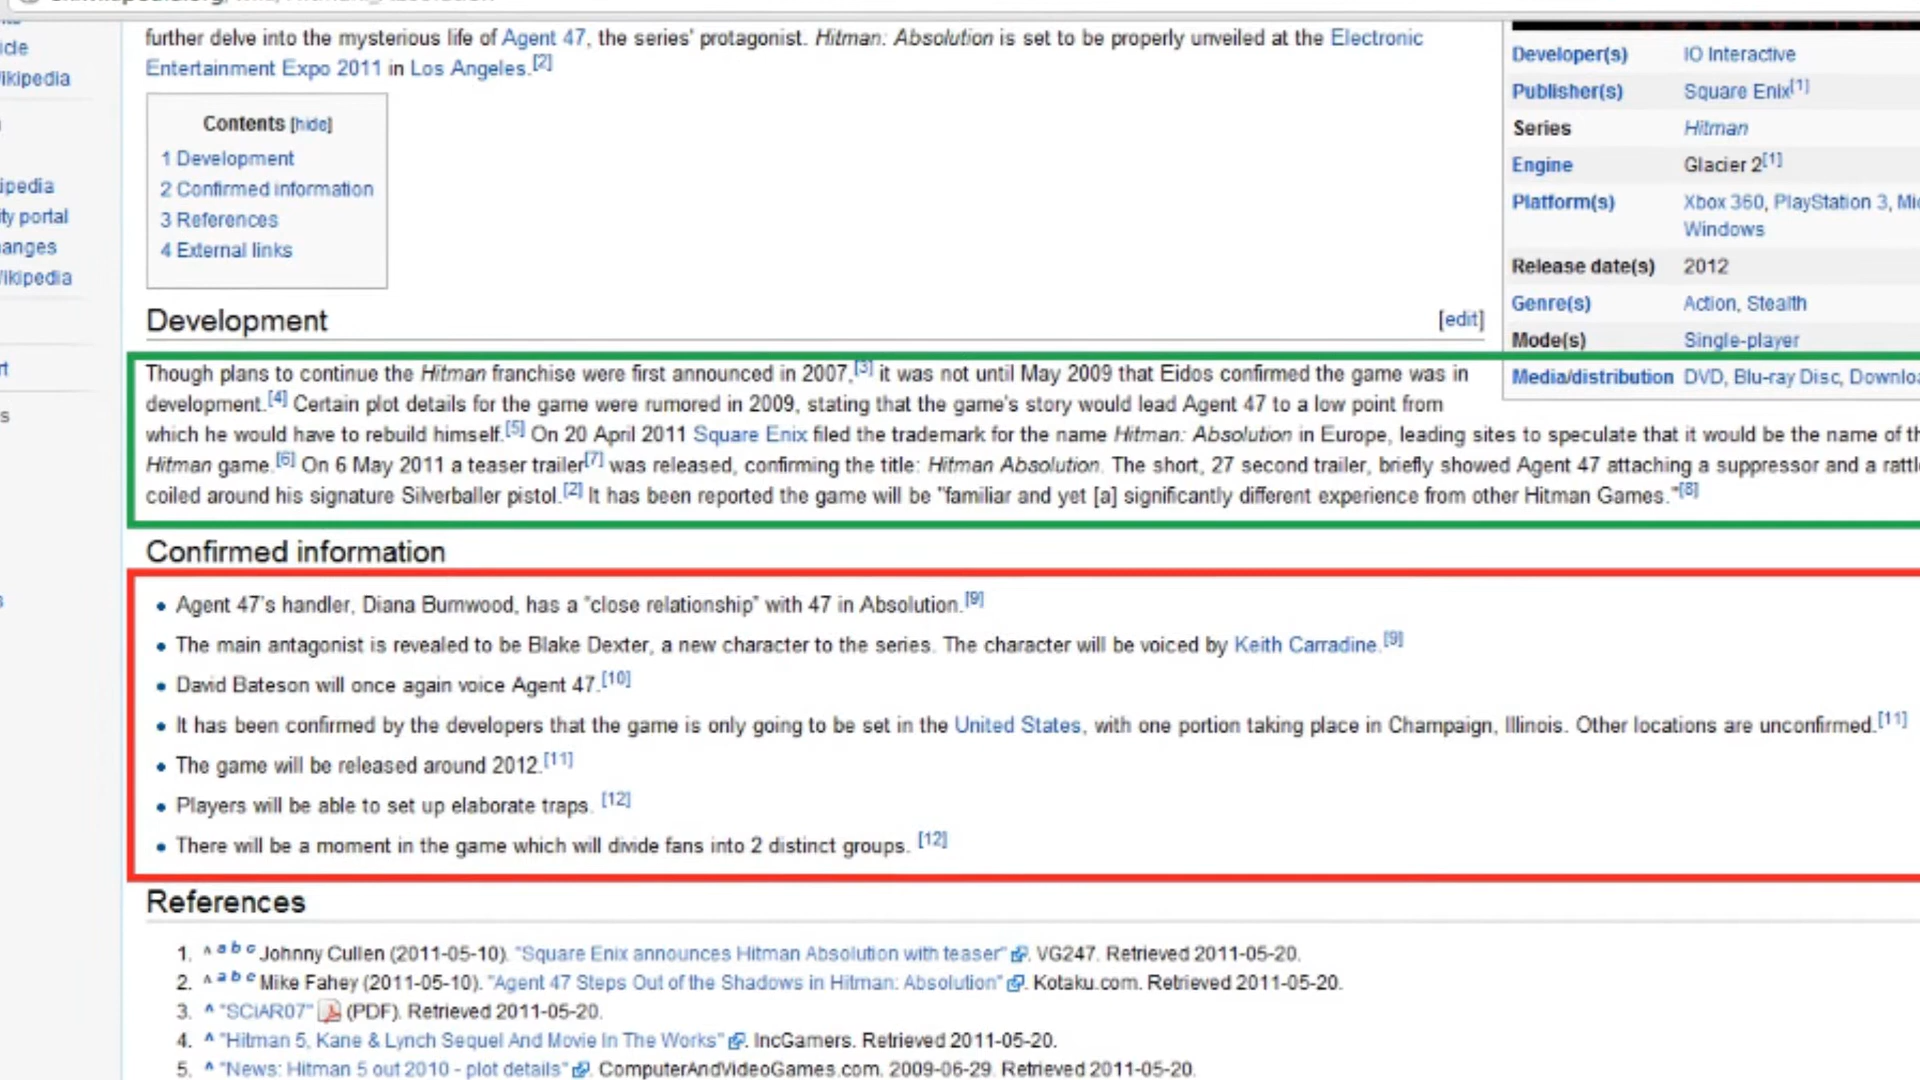 further delve into the mysterious life of Agent 47, the series' protagonist. Hitman: Absolution is set to be properly unveiled at the Electronic
Entertainment Expo 2011 in Los Angeles.[2]
Contents [hide]
1 Development
2 Confirmed information
3 References
4 External links
Developer(s) IO Interactive
Publisher(s) Square Enix[1]
Series Hitman
Engine Glacier 2[1]
Platform(s) Xbox 360, PlayStation 3, Mic
Windows
Release date(s) 2012
Genre(s) Action, Stealth
Mode(s) Single-player
Media/distribution DVD, Blu-ray Disc, Downloa
icle
ikipedia
ipedia
ity portal
hanges
ikipedia
rt
s
s
Development [edit]
Though plans to continue the Hitman franchise were first announced in 2007,[3] it was not until May 2009 that Eidos confirmed the game was in
development.[4] Certain plot details for the game were rumored in 2009, stating that the game's story would lead Agent 47 to a low point from
which he would have to rebuild himself.[5] On 20 April 2011 Square Enix filed the trademark for the name Hitman: Absolution in Europe, leading sites to speculate that it would be the name of th
Hitman game.[6] On 6 May 2011 a teaser trailer[7] was released, confirming the title: Hitman Absolution. The short, 27 second trailer, briefly showed Agent 47 attaching a suppressor and a rattle
coiled around his signature Silverballer pistol.[2] It has been reported the game will be "familiar and yet [a] significantly different experience from other Hitman Games."[8]
Confirmed information
• Agent 47's handler, Diana Burnwood, has a "close relationship" with 47 in Absolution.[9]
• The main antagonist is revealed to be Blake Dexter, a new character to the series. The character will be voiced by Keith Carradine.[9]
• David Bateson will once again voice Agent 47.[10]
• It has been confirmed by the developers that the game is only going to be set in the United States, with one portion taking place in Champaign, Illinois. Other locations are unconfirmed.[11]
• The game will be released around 2012.[11]
• Players will be able to set up elaborate traps. [12]
• There will be a moment in the game which will divide fans into 2 distinct groups. [12]
References
1. ^ a b c Johnny Cullen (2011-05-10). "Square Enix announces Hitman Absolution with teaser". VG247. Retrieved 2011-05-20.
2. ^ a b c Mike Fahey (2011-05-10). "Agent 47 Steps Out of the Shadows in Hitman: Absolution". Kotaku.com. Retrieved 2011-05-20.
3. ^ "SCiAR07" (PDF). Retrieved 2011-05-20.
4. ^ "Hitman 5, Kane & Lynch Sequel And Movie In The Works". IncGamers. Retrieved 2011-05-20.
5. ^ "News: Hitman 5 out 2010 - plot details". ComputerAndVideoGames.com. 2009-06-29. Retrieved 2011-05-20.